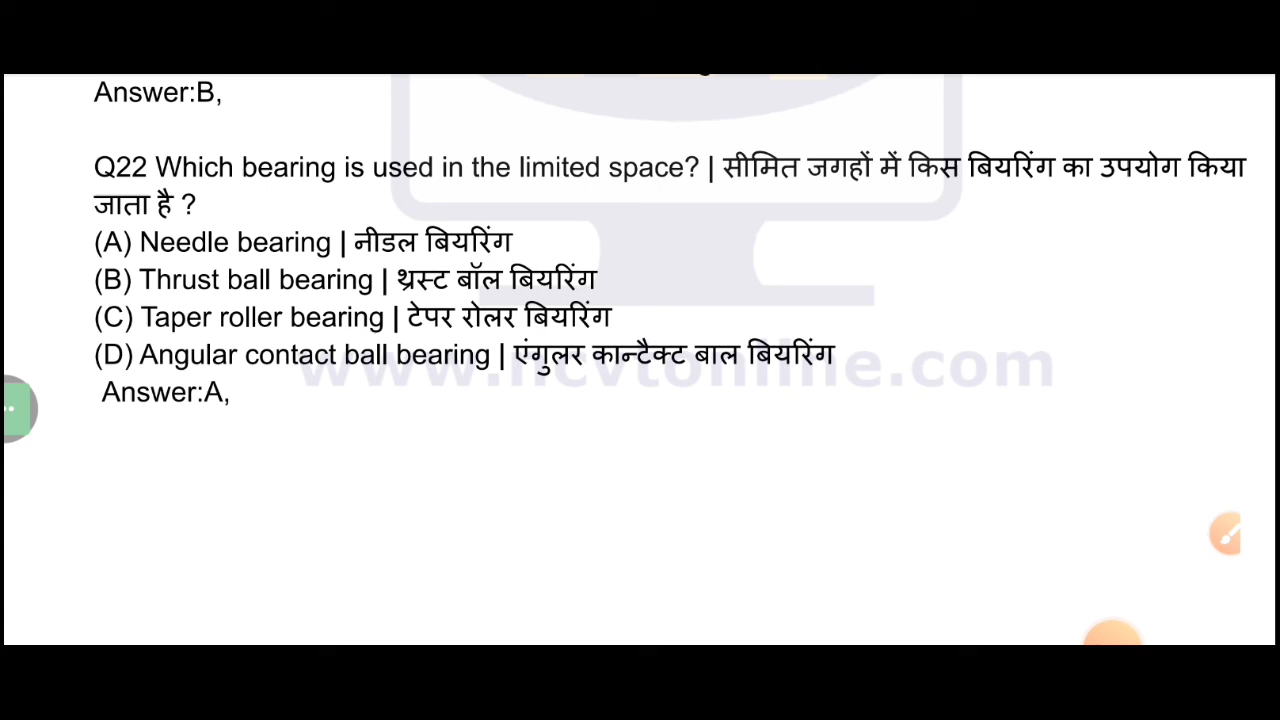 Answer:B,
Q22 Which bearing is used in the limited space? | सीमित जगहों में किस बियरिंग का उपयोग किया
जाता है ?
(A) Needle bearing | नीडल बियरिंग
(B) Thrust ball bearing | थ्रस्ट बॉल बियरिंग
(C) Taper roller bearing | टेपर रोलर बियरिंग
(D) Angular contact ball bearing | एंगुलर कान्टैक्ट बाल बियरिंग
www.ncvtonline.com
Answer:A,